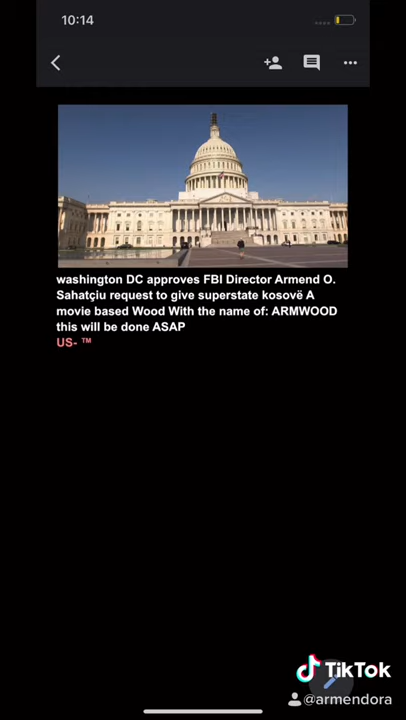 10:14
washington DC approves FBI Director Armend O.
Sahatçiu request to give superstate kosovë A
movie based Wood With the name of: ARMWOOD
this will be done ASAP
US- ™
TikTok
@armendora